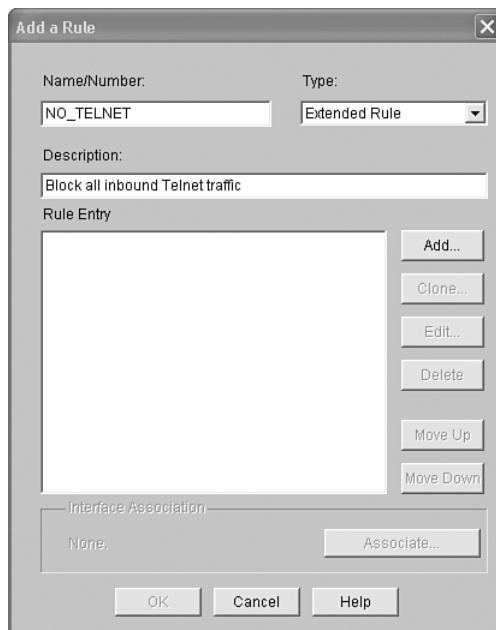 Add a Rule
Name/Number: Type:
NO_TELNET Extended Rule
Description:
Block all inbound Telnet traffic
Rule Entry
Add...
Clone...
Edit...
Delete
Move Up
Move Down
Interface Association
None. Associate...
OK Cancel Help